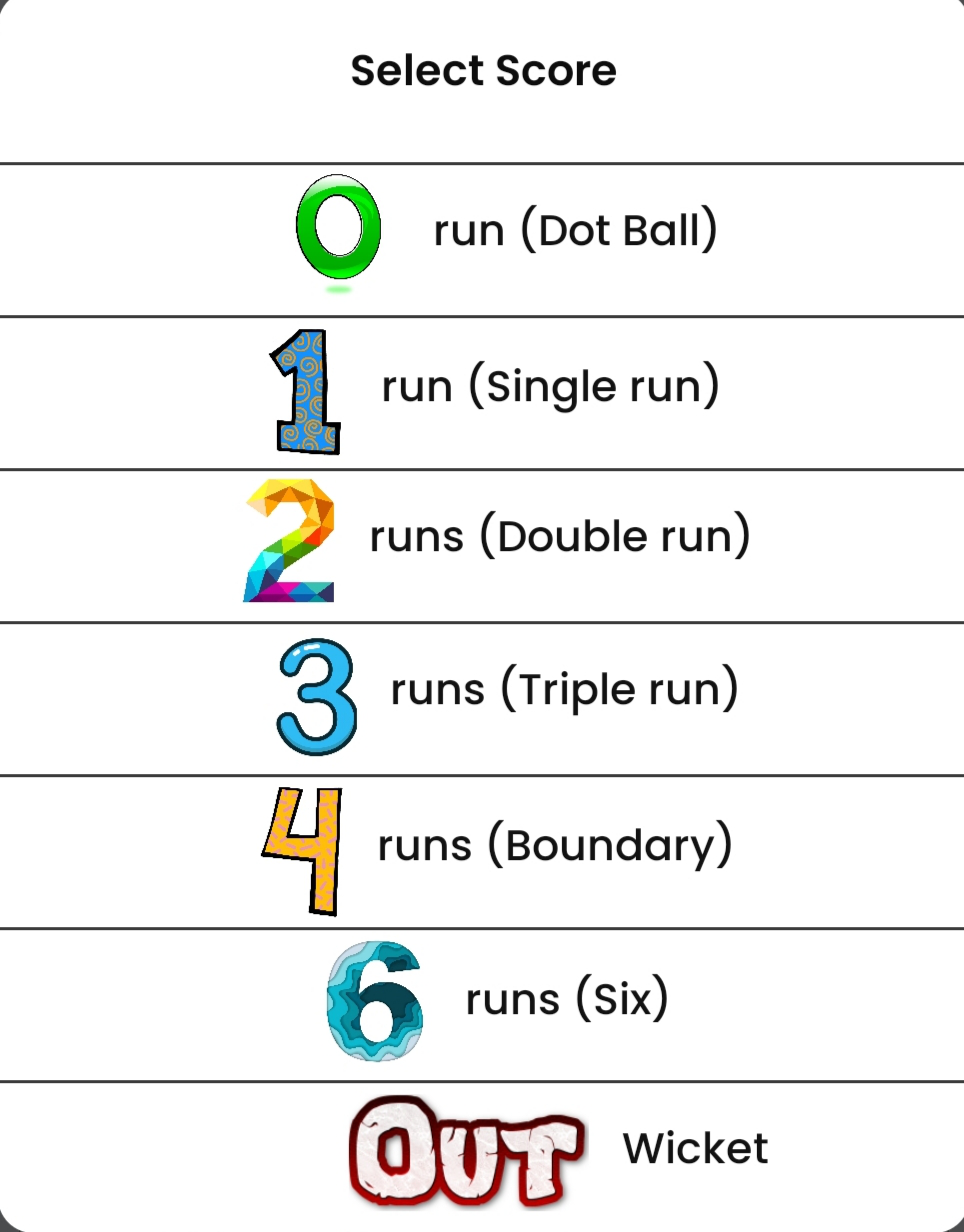 Select Score
0 run (Dot Ball)
1 run (Single run)
2 runs (Double run)
3 runs (Triple run)
4 runs (Boundary)
6 runs (Six)
OUT Wicket